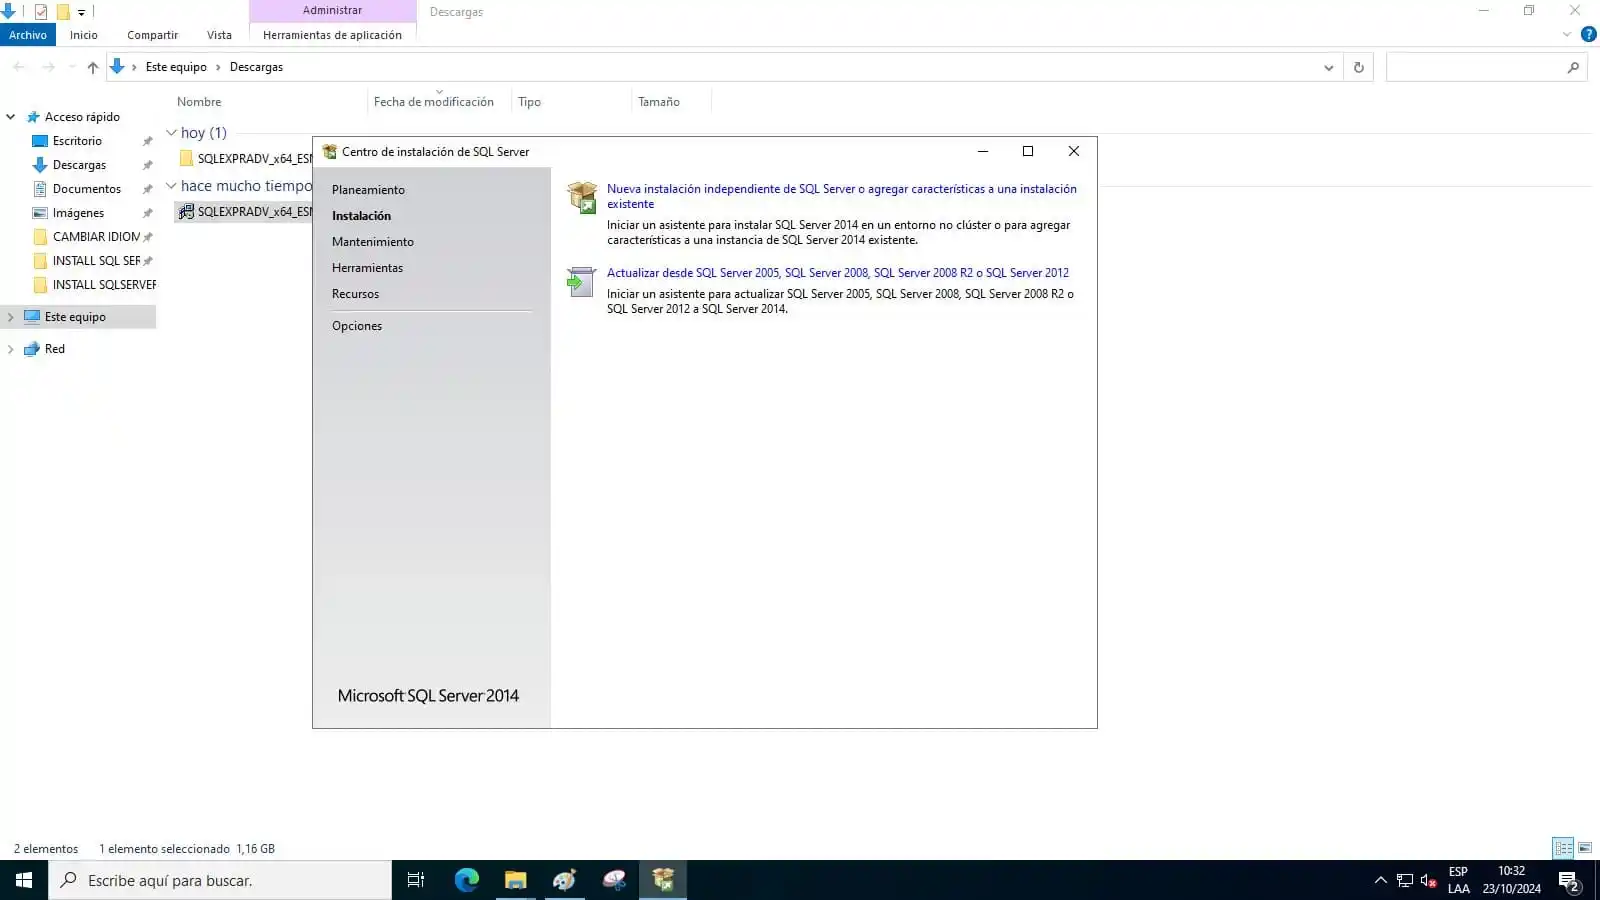 Administrar
Descargas
Archivo
Inicio
Compartir
Vista
Herramientas de aplicación
Este equipo
Descargas
Nombre
Fecha de modificación
Tipo
Tamaño
Acceso rápido
Escritorio
Descargas
Documentos
Imágenes
CAMBIAR IDIOM
INSTALL SQL SER
INSTALL SQLSERVER
Este equipo
Red
hoy (1)
SQLEXPRADV_x64_ESN
hace mucho tiempo
SQLEXPRADV_x64_ESN
Centro de instalación de SQL Server
Planeamiento
Instalación
Mantenimiento
Herramientas
Recursos
Opciones
Microsoft SQL Server 2014
Nueva instalación independiente de SQL Server o agregar características a una instalación
existente
Iniciar un asistente para instalar SQL Server 2014 en un entorno no clúster o para agregar
características a una instancia de SQL Server 2014 existente.
Actualizar desde SQL Server 2005, SQL Server 2008, SQL Server 2008 R2 o SQL Server 2012
Iniciar un asistente para actualizar SQL Server 2005, SQL Server 2008, SQL Server 2008 R2 o
SQL Server 2012 a SQL Server 2014.
2 elementos
1 elemento seleccionado 1,16 GB
Escribe aquí para buscar.
ESP
LAA
10:32
23/10/2024
2